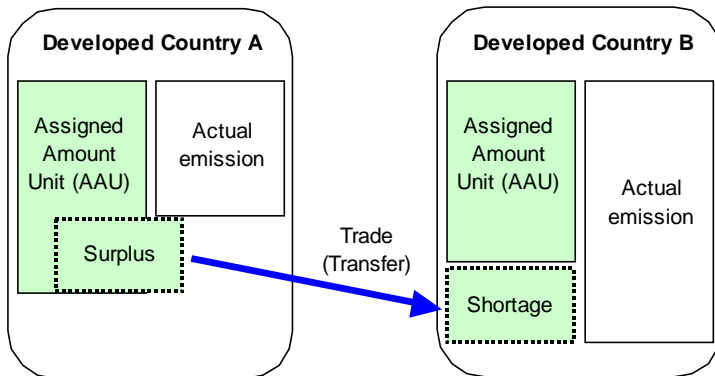 Developed Country A
Assigned
Amount
Unit (AAU)
Actual
emission
Surplus
Trade
(Transfer)
Developed Country B
Assigned
Amount
Unit (AAU)
Actual
emission
Shortage